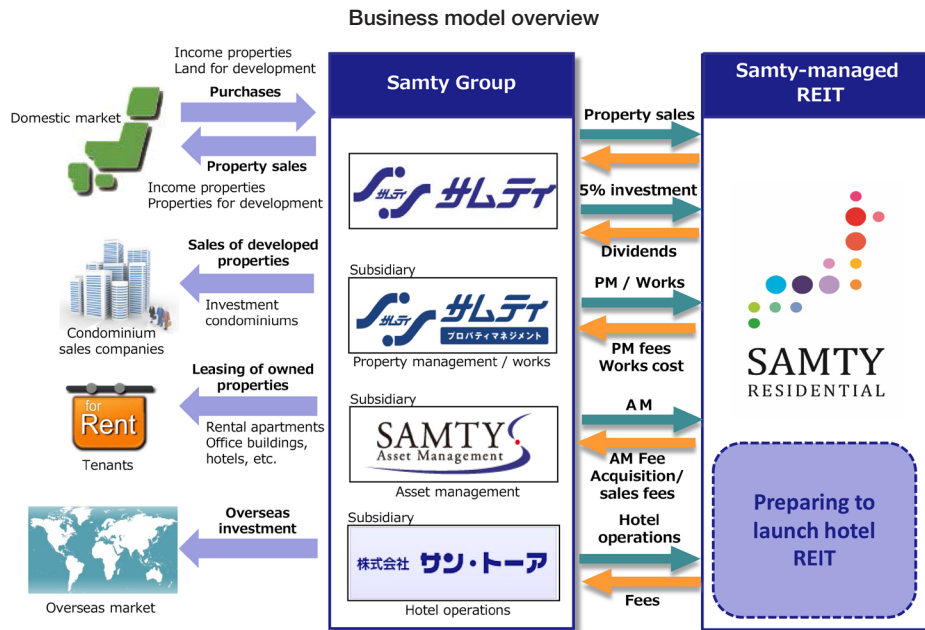 Business model overview
Income properties
Land for development
Purchases
Domestic market
Property sales
Income properties
Properties for development
Sales of developed
properties
Investment
condominiums
Condominium
sales companies
Leasing of owned
properties
for
Rent
Rental apartments
Office buildings,
hotels, etc.
Tenants
Overseas
investment
Overseas market
Samty Group
サムティ サムティ
Subsidiary
サムティ サムティ
プロパティマネジメント
Property management / works
Subsidiary
SAMTY
Asset Management
Asset management
Subsidiary
株式会社 サン・トーア
Hotel operations
Property sales
5% investment
Dividends
PM / Works
PM fees
Works cost
AM
AM Fee
Acquisition/
sales fees
Hotel
operations
Fees
Samty-managed
REIT
SAMTY
RESIDENTIAL
Preparing to
launch hotel
REIT